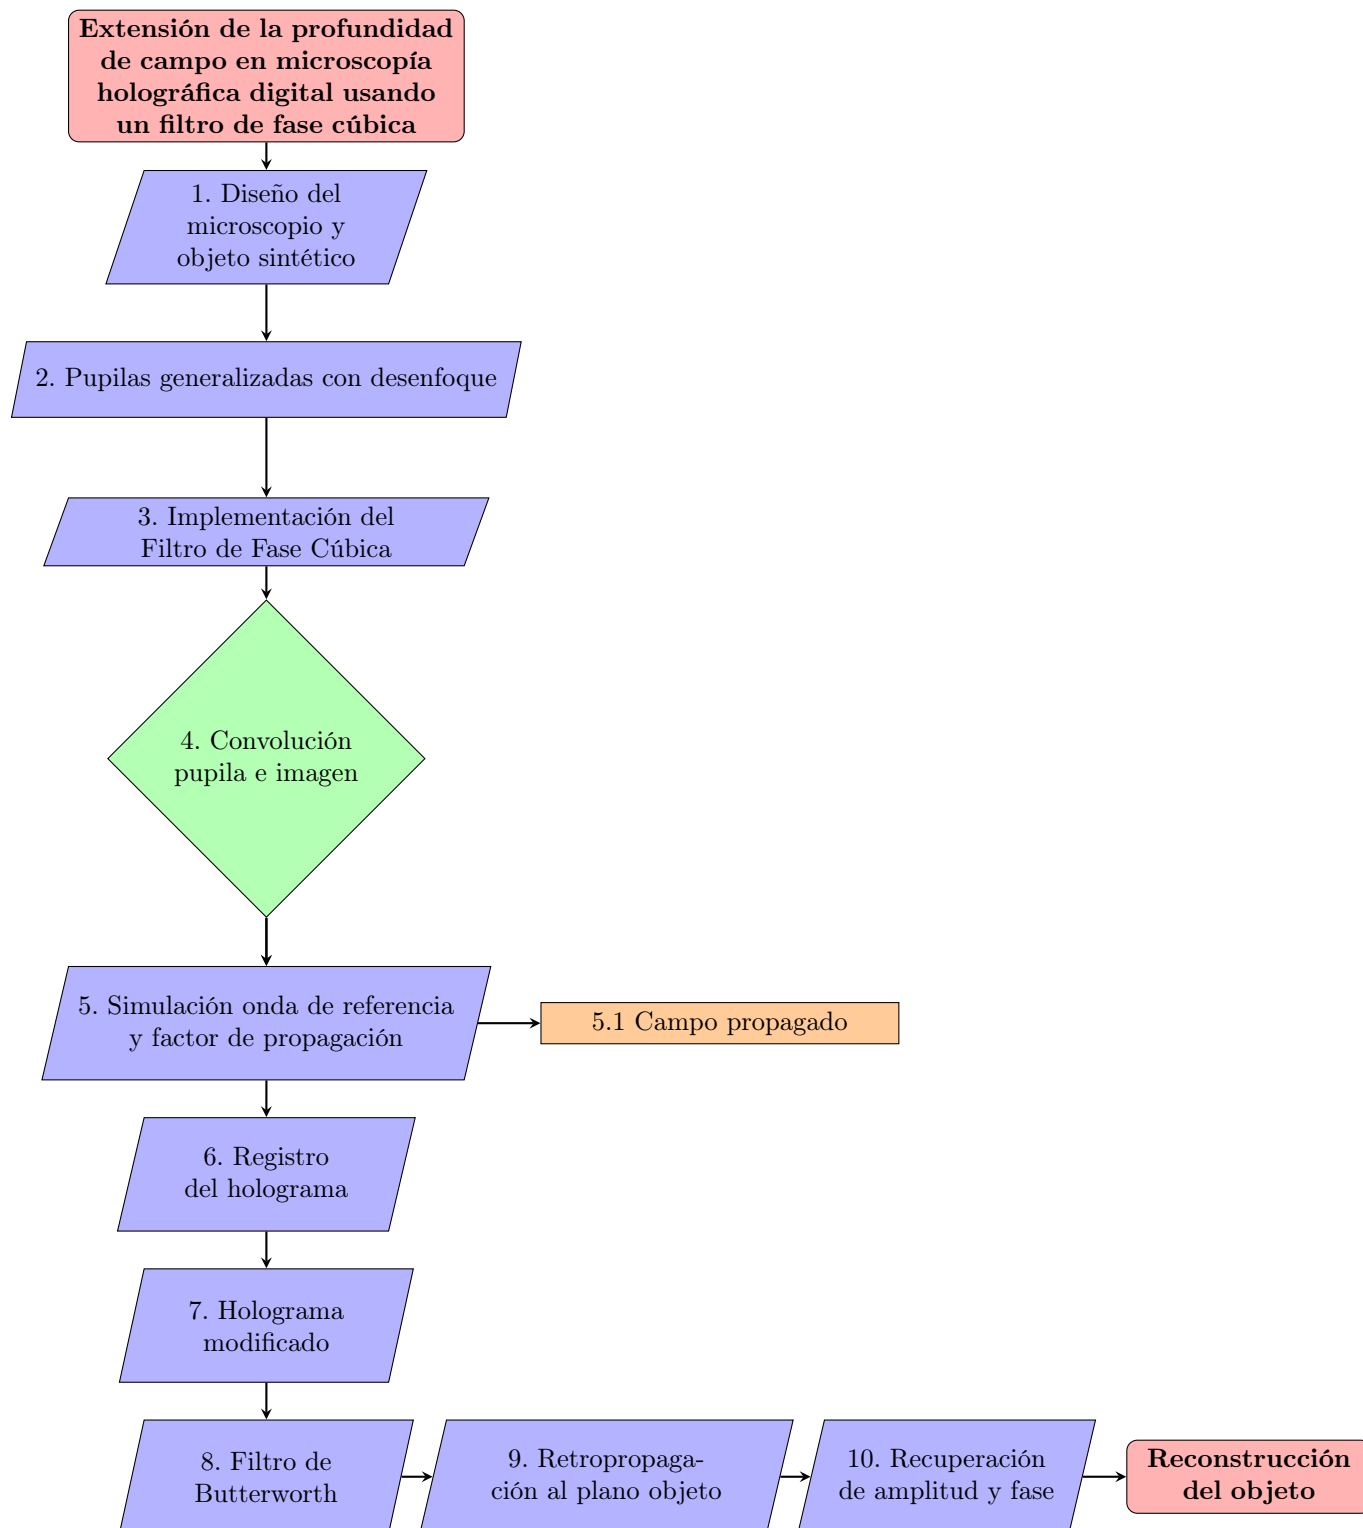 Extensión de la profundidad
de campo en microscopía
holográfica digital usando
un filtro de fase cúbica
1. Diseño del
microscopio y
objeto sintético
2. Pupilas generalizadas con desenfoque
3. Implementación del
Filtro de Fase Cúbica
4. Convolución
pupila e imagen
5. Simulación onda de referencia
y factor de propagación
5.1 Campo propagado
6. Registro
del holograma
7. Holograma
modificado
8. Filtro de
Butterworth
9. Retropropaga-
ción al plano objeto
10. Recuperación
de amplitud y fase
Reconstrucción
del objeto